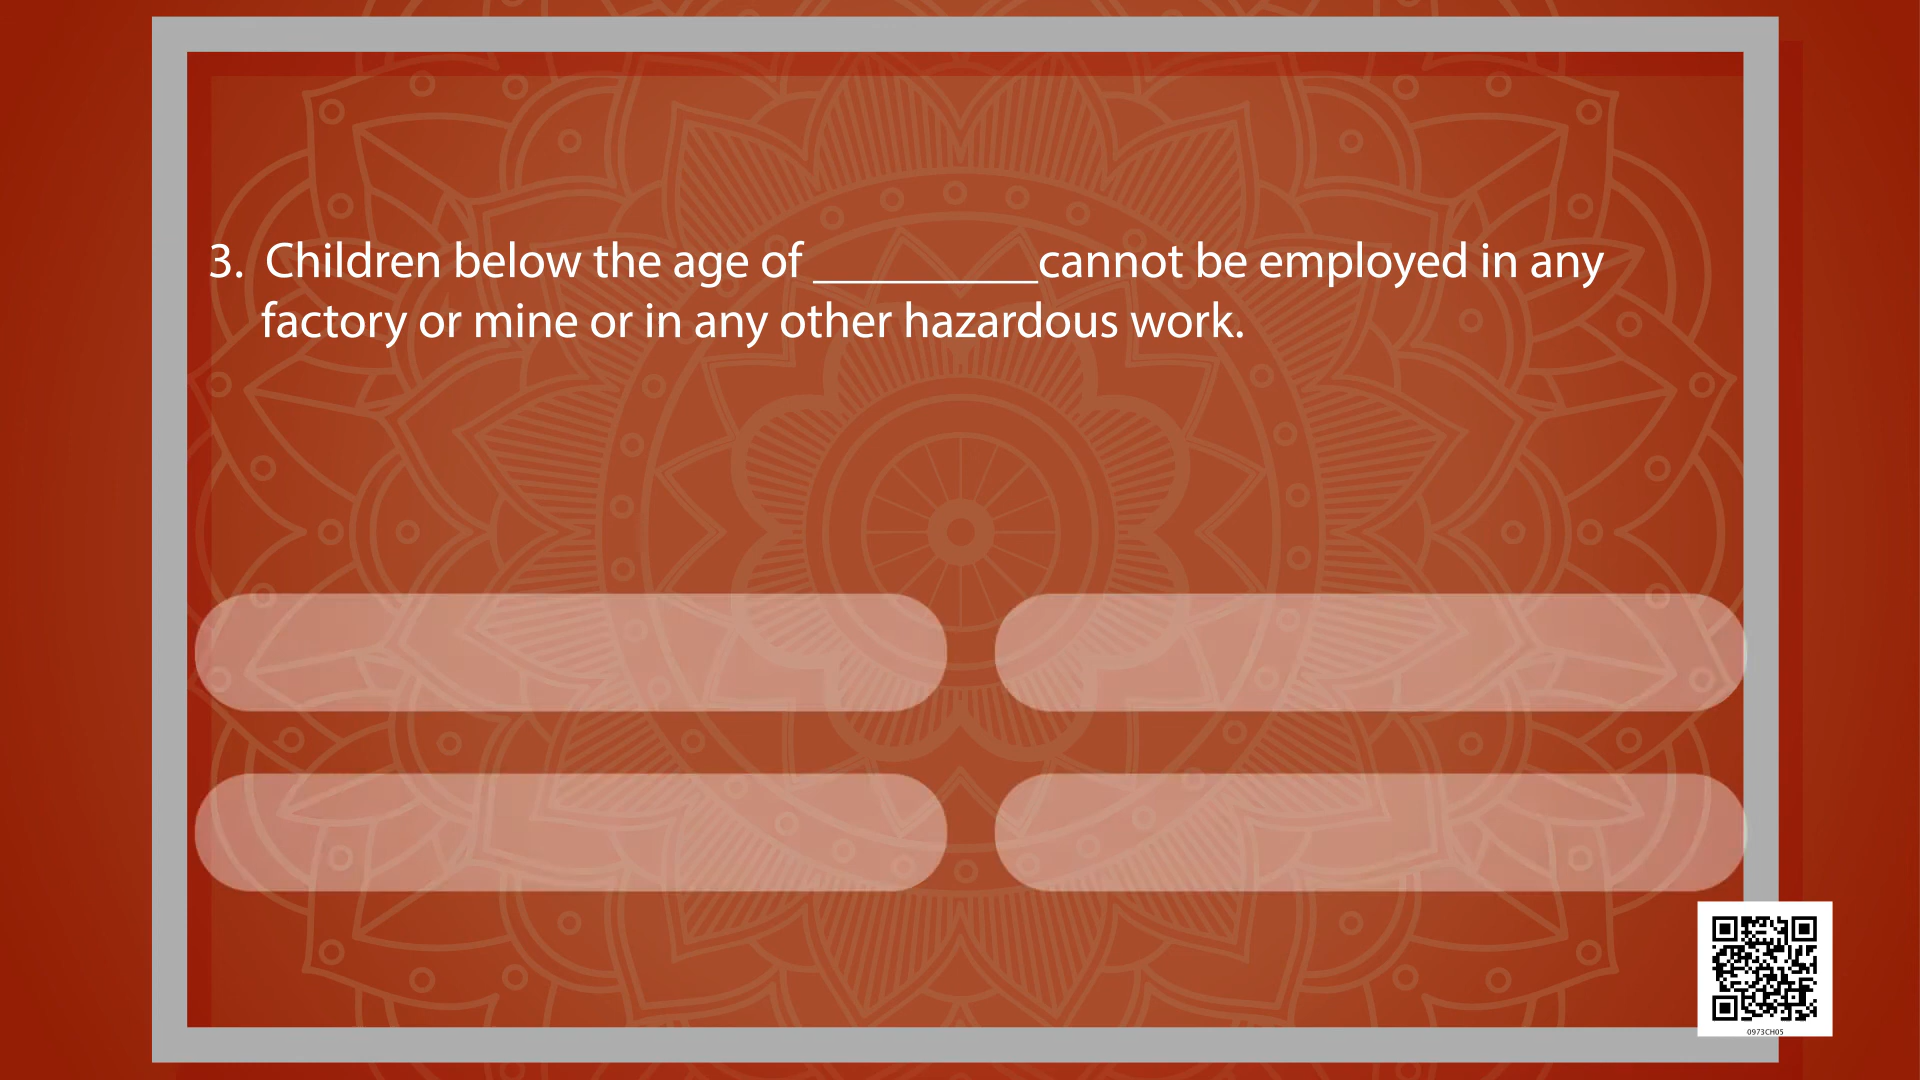 3. Children below the age of __________cannot be employed in any
factory or mine or in any other hazardous work.
0973CH05